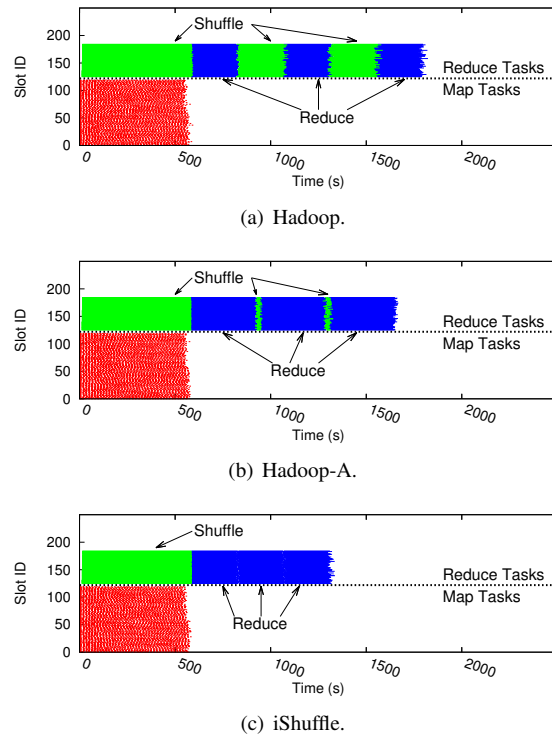 Shuffle
200
150
100
50
0
Slot ID
Reduce Tasks
Map Tasks
Reduce
0
500
1000
1500
2000
Time (s)
(a) Hadoop.
Shuffle
200
150
100
50
0
Slot ID
Reduce Tasks
Map Tasks
Reduce
0
500
1000
1500
2000
Time (s)
(b) Hadoop-A.
Shuffle
200
150
100
50
0
Slot ID
Reduce Tasks
Map Tasks
Reduce
0
500
1000
1500
2000
Time (s)
(c) iShuffle.